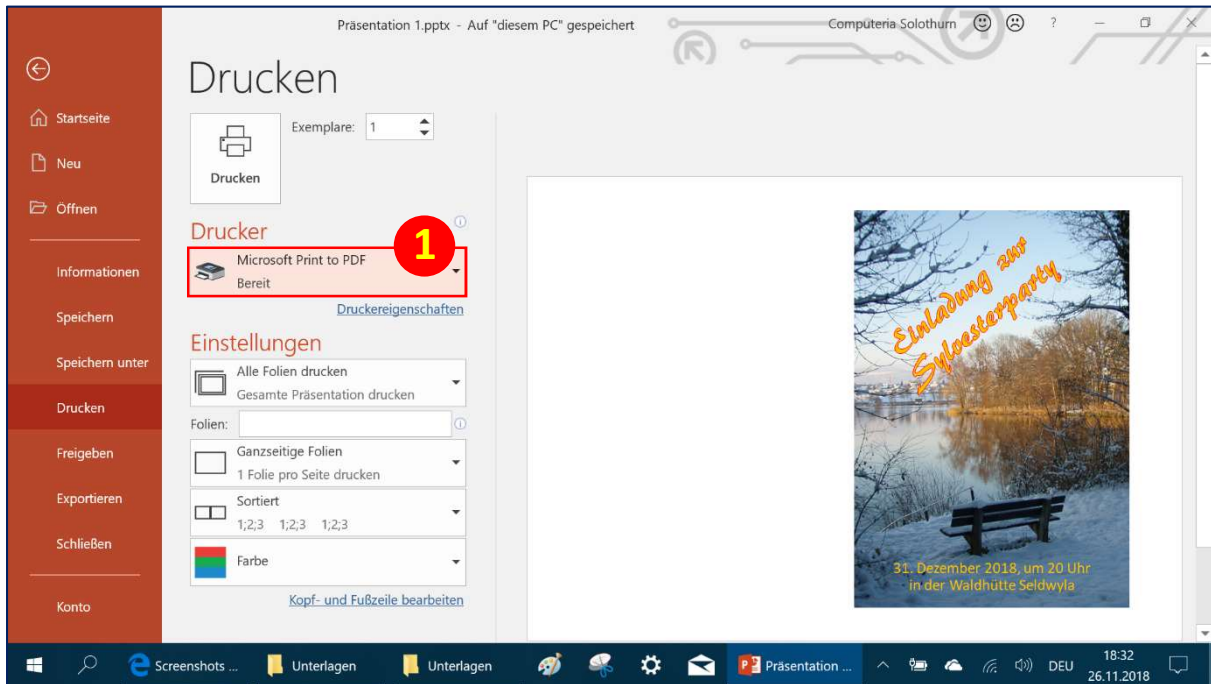 Präsentation 1.pptx - Auf "diesem PC" gespeichert
Computeria Solothurn
?
Drucken
Startseite
Neu
Öffnen
Informationen
Speichern
Speichern unter
Drucken
Freigeben
Exportieren
Schließen
Konto
Exemplare: 1
Drucken
Drucker
1
Microsoft Print to PDF
Bereit
Druckereigenschaften
Einstellungen
Alle Folien drucken
Gesamte Präsentation drucken
Folien:
Ganzseitige Folien
1 Folie pro Seite drucken
Sortiert
1;2;3 1;2;3 1;2;3
Farbe
Kopf- und Fußzeile bearbeiten
Einladung zur
Sylvesterparty
31. Dezember 2018, um 20 Uhr
in der Waldhütte Seldwyla
Screenshots ...
Unterlagen
Unterlagen
Präsentation ...
DEU
18:32
26.11.2018